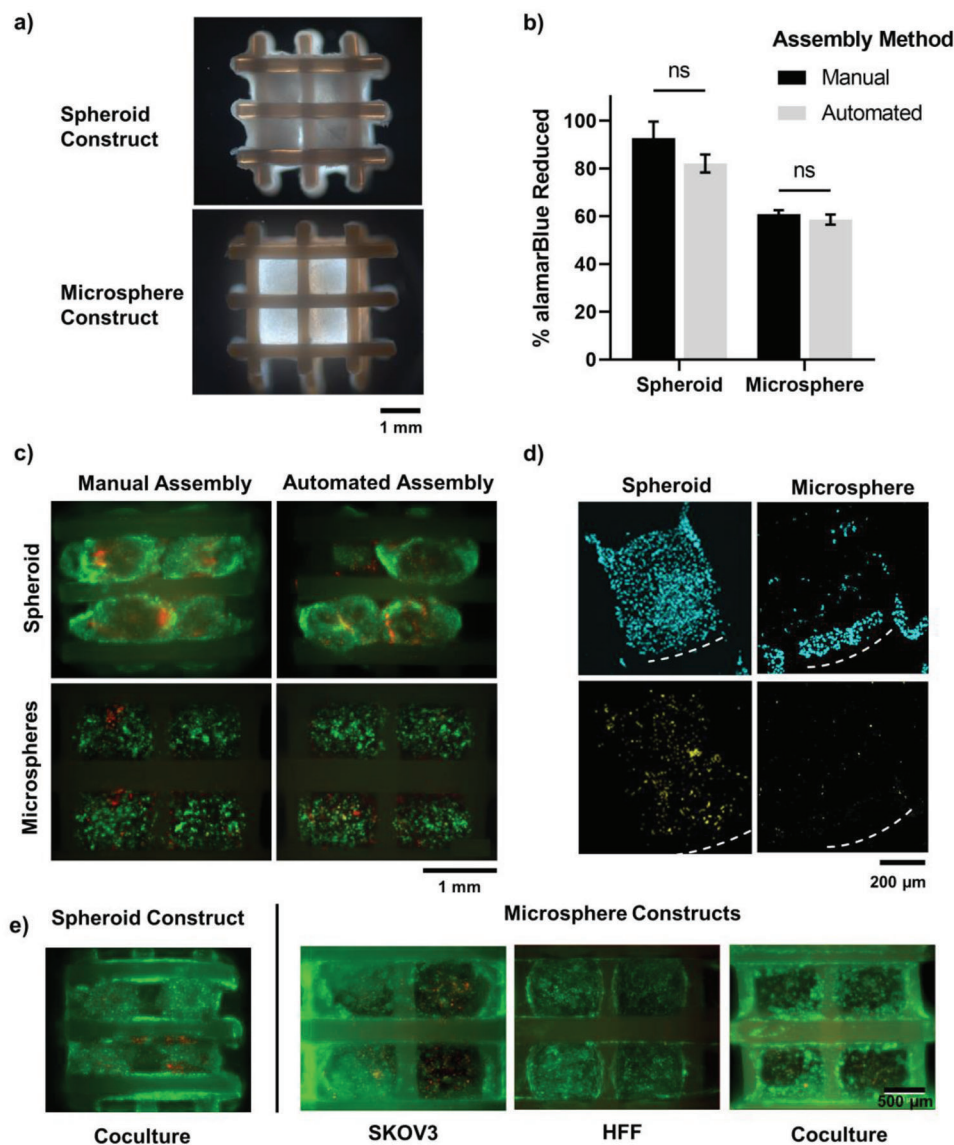 a)
Spheroid
Construct
Microsphere
Construct
1 mm
b)
Assembly Method
Manual
Automated
ns
ns
% alamarBlue Reduced
100
80
60
40
20
0
Spheroid
Microsphere
c)
Manual Assembly
Automated Assembly
Spheroid
Microspheres
1 mm
d)
Spheroid
Microsphere
200 µm
e)
Spheroid Construct
Microsphere Constructs
500 µm
Coculture
SKOV3
HFF
Coculture